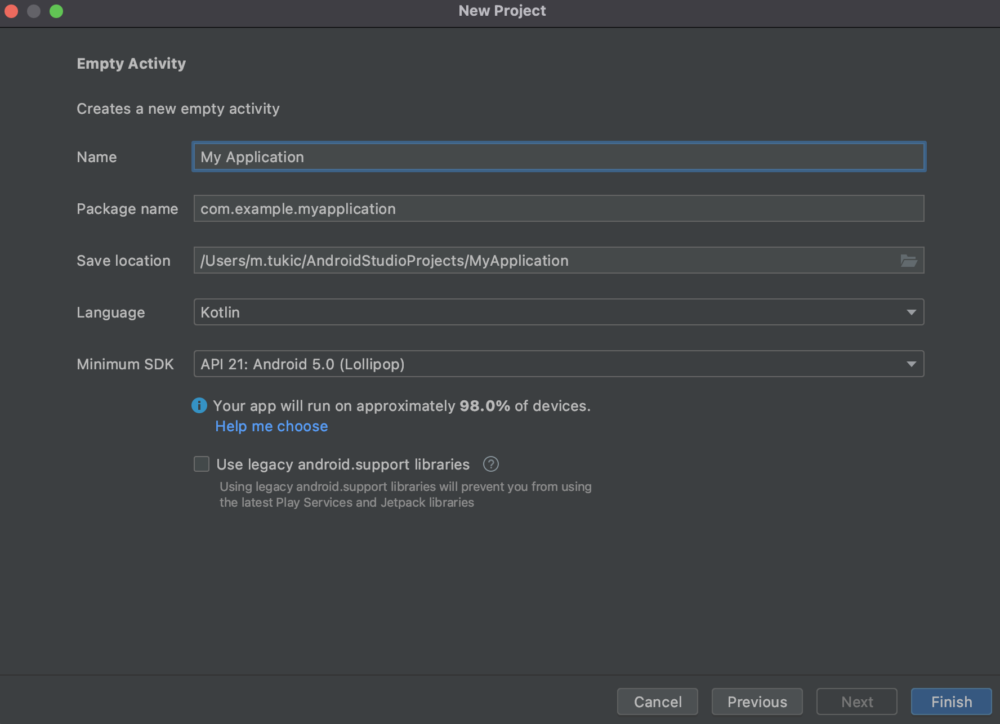 New Project
Empty Activity
Creates a new empty activity
Name My Application
Package name com.example.myapplication
Save location /Users/m.tukic/AndroidStudioProjects/MyApplication
Language Kotlin
Minimum SDK API 21: Android 5.0 (Lollipop)
i Your app will run on approximately 98.0% of devices.
Help me choose
Use legacy android.support libraries ?
Using legacy android.support libraries will prevent you from using
the latest Play Services and Jetpack libraries
Cancel Previous Next Finish